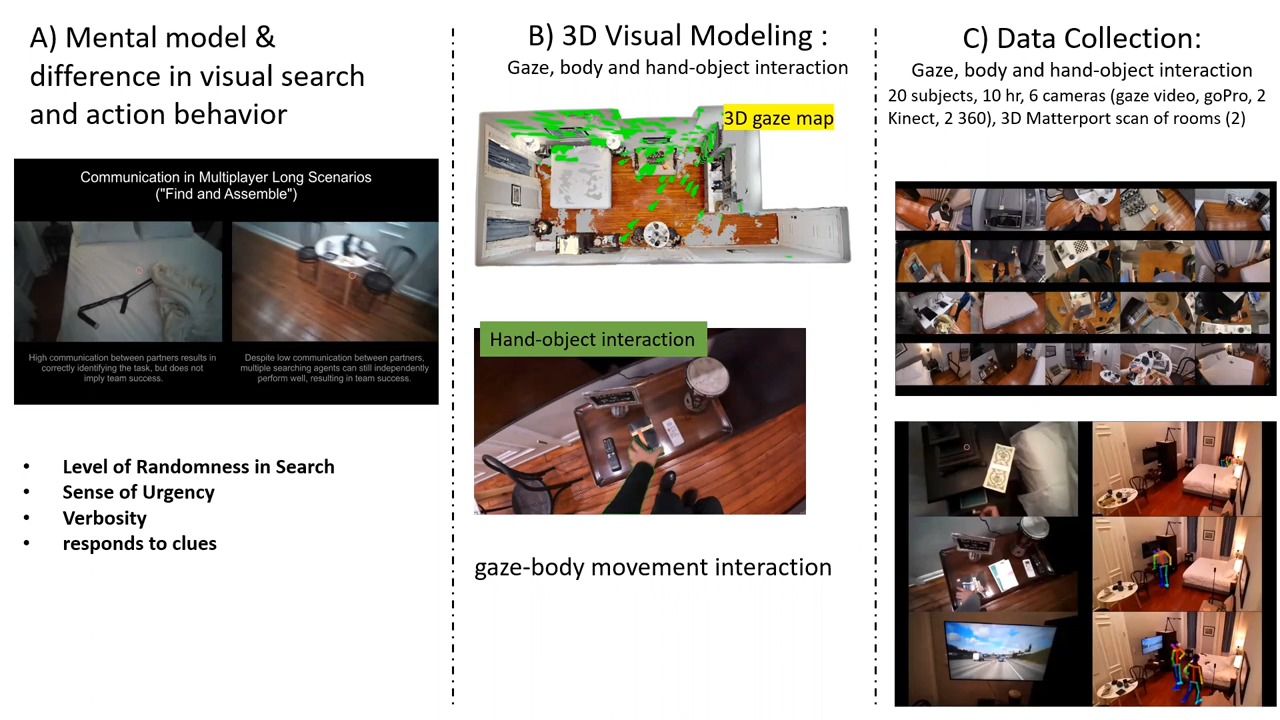 A) Mental model &
difference in visual search
and action behavior
Communication in Multiplayer Long Scenarios
("Find and Assemble")
High communication between partners results in
correctly identifying the task, but does not
imply team success.
Despite low communication between partners,
multiple searching agents can still independently
perform well, resulting in team success.
• Level of Randomness in Search
• Sense of Urgency
• Verbosity
• responds to clues
B) 3D Visual Modeling :
Gaze, body and hand-object interaction
3D gaze map
Hand-object interaction
gaze-body movement interaction
C) Data Collection:
Gaze, body and hand-object interaction
20 subjects, 10 hr, 6 cameras (gaze video, goPro, 2
Kinect, 2 360), 3D Matterport scan of rooms (2)